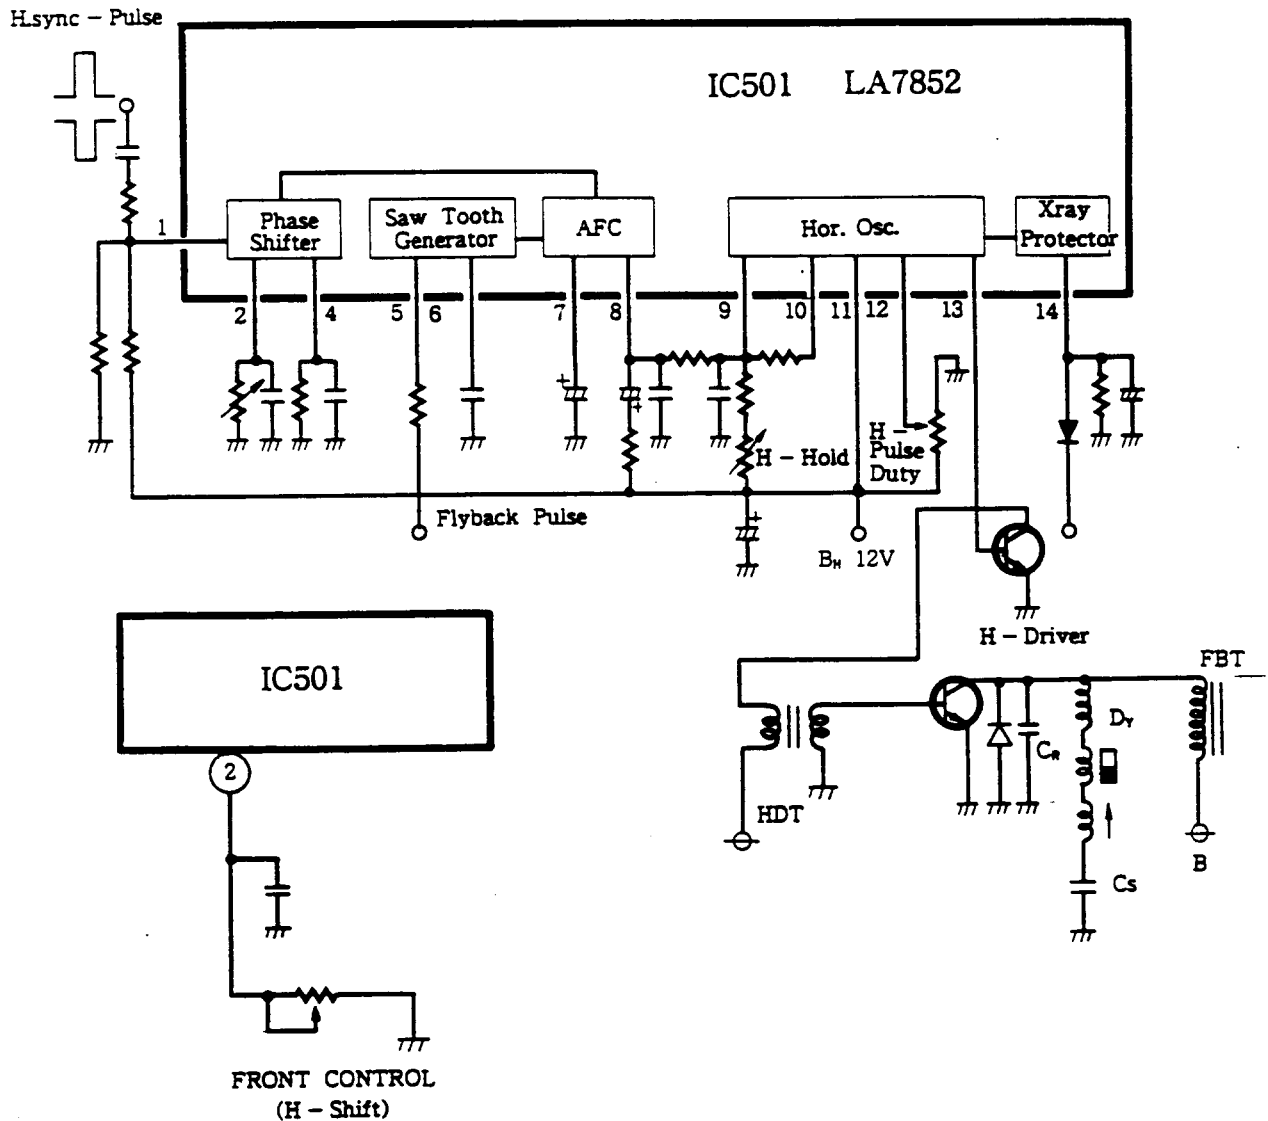 H.sync – Pulse
IC501 LA7852
Phase
Shifter
Saw Tooth
Generator
AFC
Hor. Osc.
Xray
Protector
1
2
4
5
6
7
8
9
10
11
12
13
14
+
+
H – Hold
H –
Pulse
Duty
Flyback Pulse
+
BH 12V
H – Driver
IC501
2
FRONT CONTROL
(H – Shift)
HDT
CR
DY
Cs
FBT
B